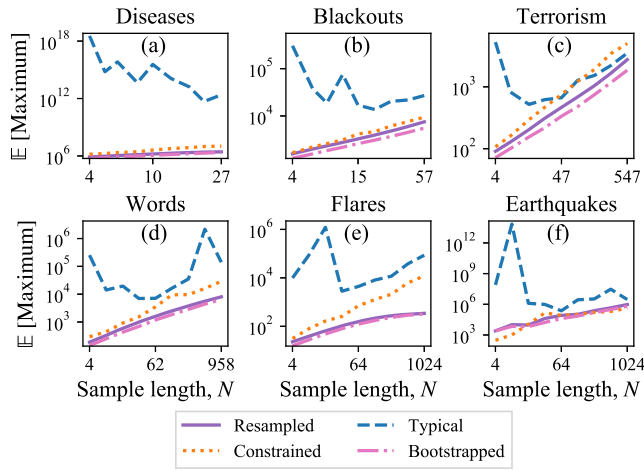 Diseases Blackouts Terrorism
𝔼 [Maximum]
10^18 10^12 10^6
(a)
4 10 27
10^5 10^4
(b)
4 15 57
10^3 10^2
(c)
4 47 547
Words Flares Earthquakes
𝔼 [Maximum]
10^6 10^5 10^4 10^3
(d)
4 62 958
10^6 10^4 10^2
(e)
4 64 1024
10^12 10^9 10^6 10^3
(f)
4 64 1024
Sample length, N Sample length, N Sample length, N
Resampled Typical
Constrained Bootstrapped